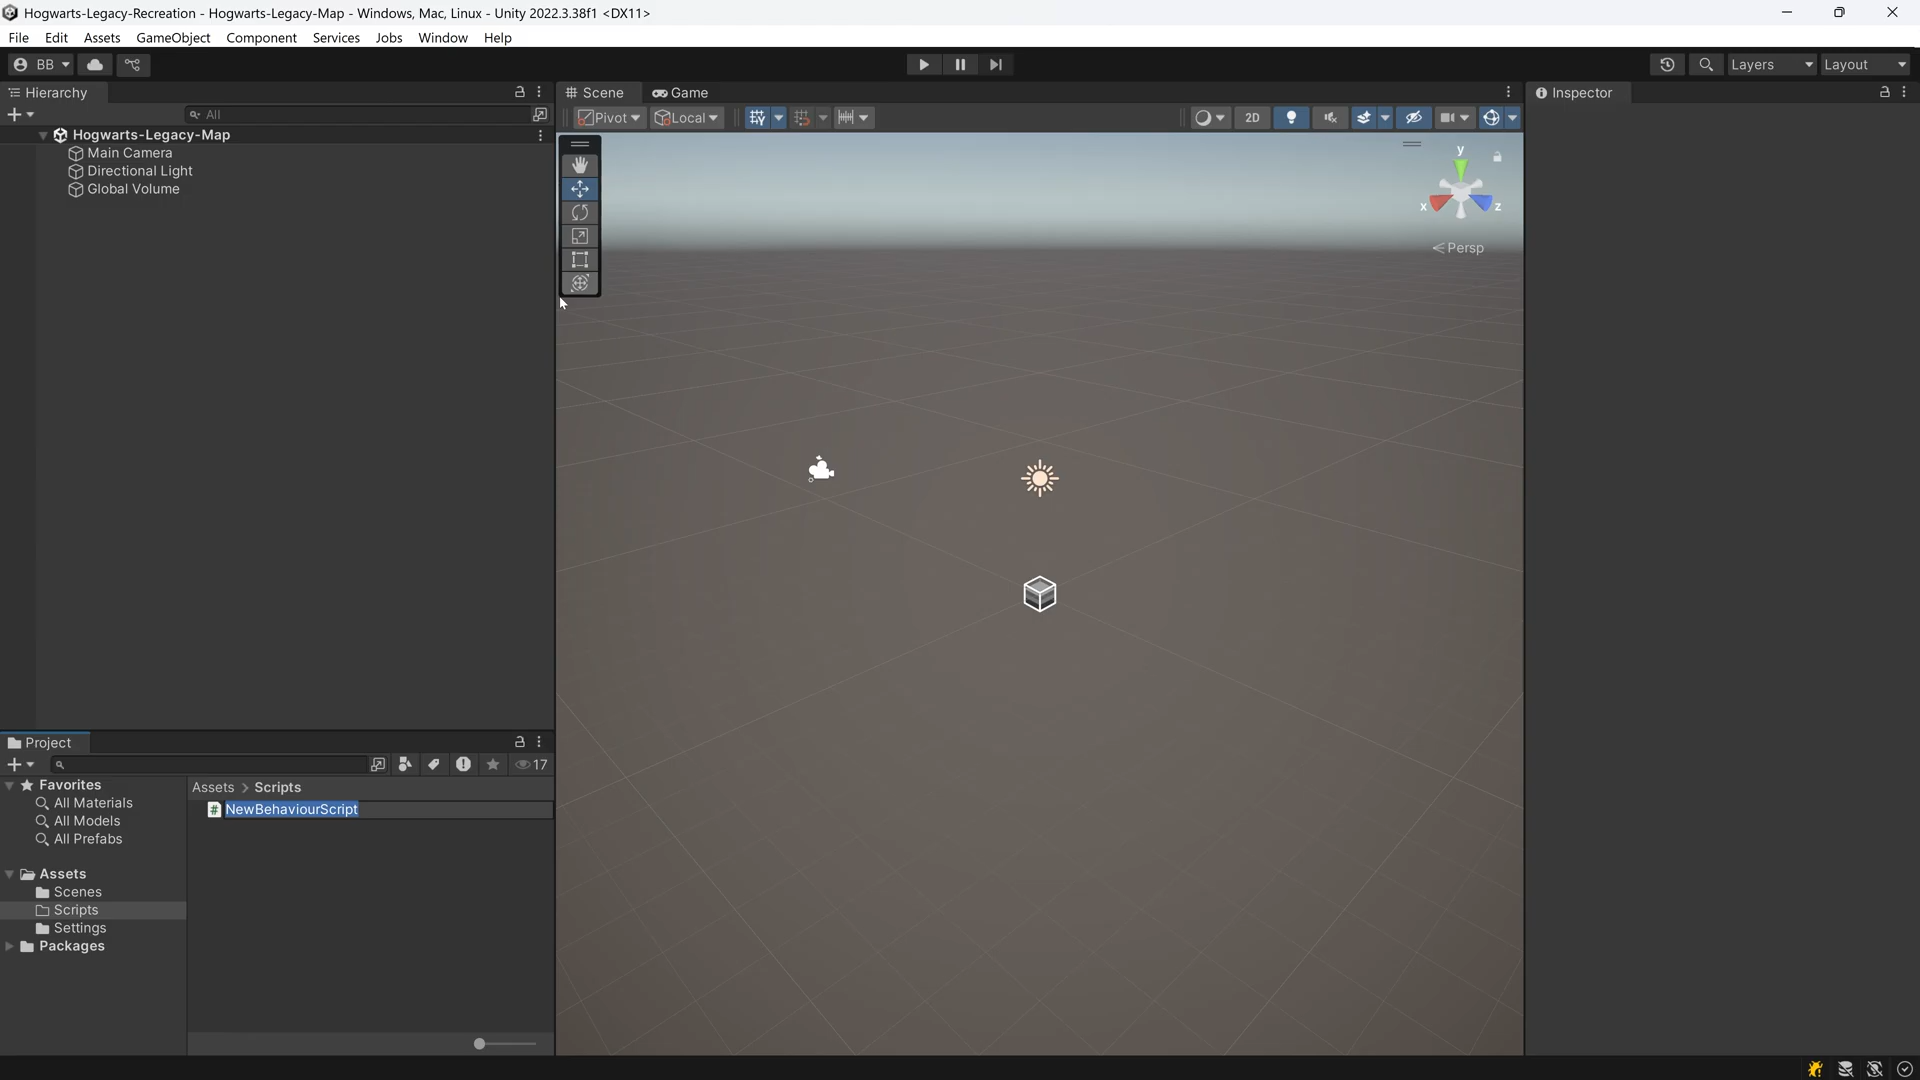 Hogwarts-Legacy-Recreation - Hogwarts-Legacy-Map - Windows, Mac, Linux - Unity 2022.3.38f1 <DX11>
File Edit Assets GameObject Component Services Jobs Window Help
BB
Layers
Layout
Hierarchy
All
Hogwarts-Legacy-Map
Main Camera
Directional Light
Global Volume
Scene
Game
Pivot
Local
2D
y
x
z
Persp
Inspector
Project
17
Favorites
All Materials
All Models
All Prefabs
Assets
Scenes
Scripts
Settings
Packages
Assets > Scripts
NewBehaviourScript